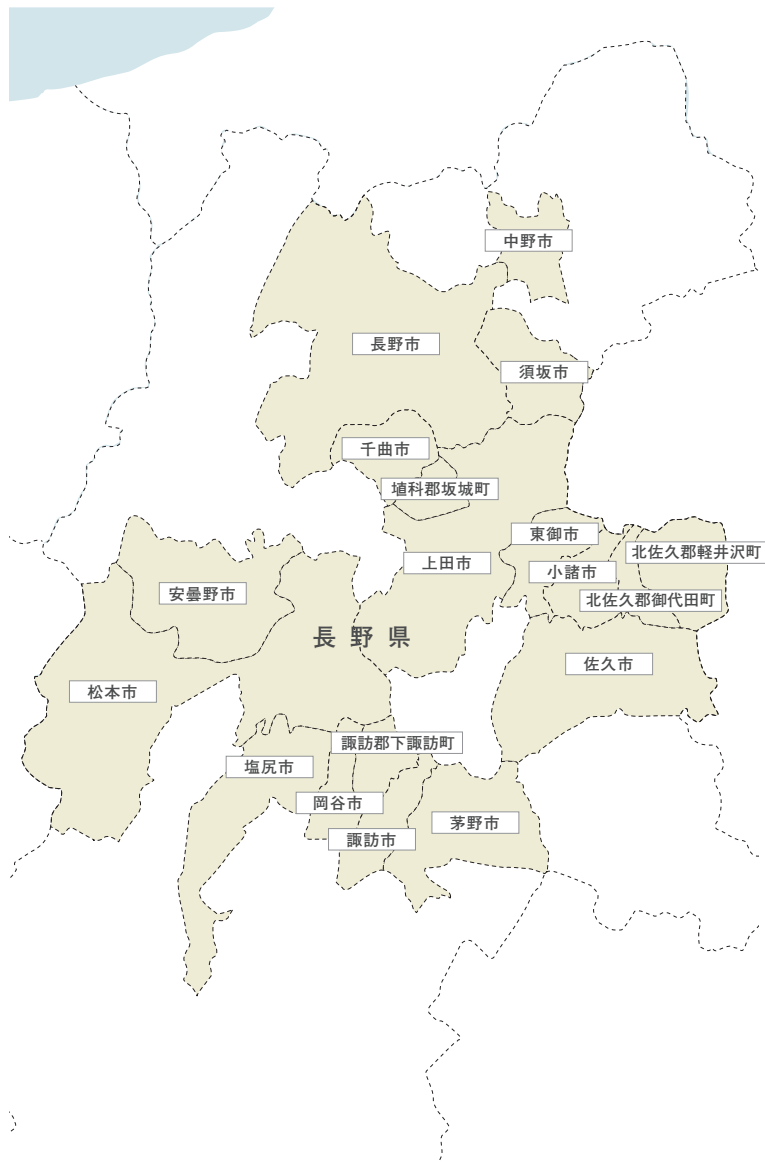 中野市
長野市
須坂市
千曲市
埴科郡坂城町
東御市
北佐久郡軽井沢町
上田市
小諸市
安曇野市
北佐久郡御代田町
長野県
佐久市
松本市
諏訪郡下諏訪町
塩尻市
岡谷市
茅野市
諏訪市